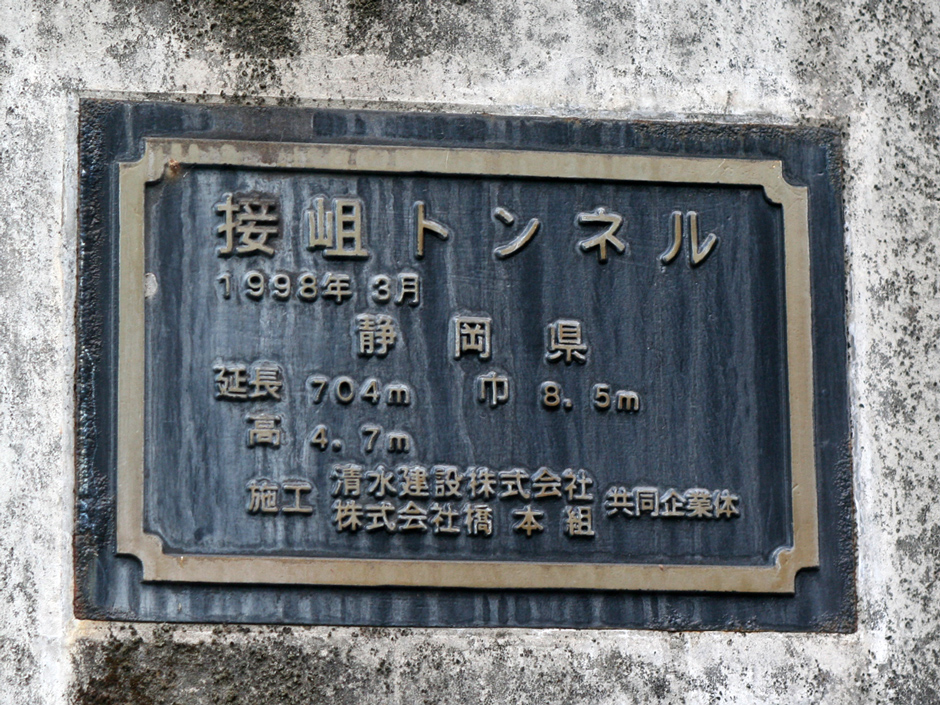 接岨トンネル
1998年 3月
静岡県
延長 704m 巾 8.5m
高 4.7m
施工 清水建設株式会社 共同企業体
株式会社橋本組